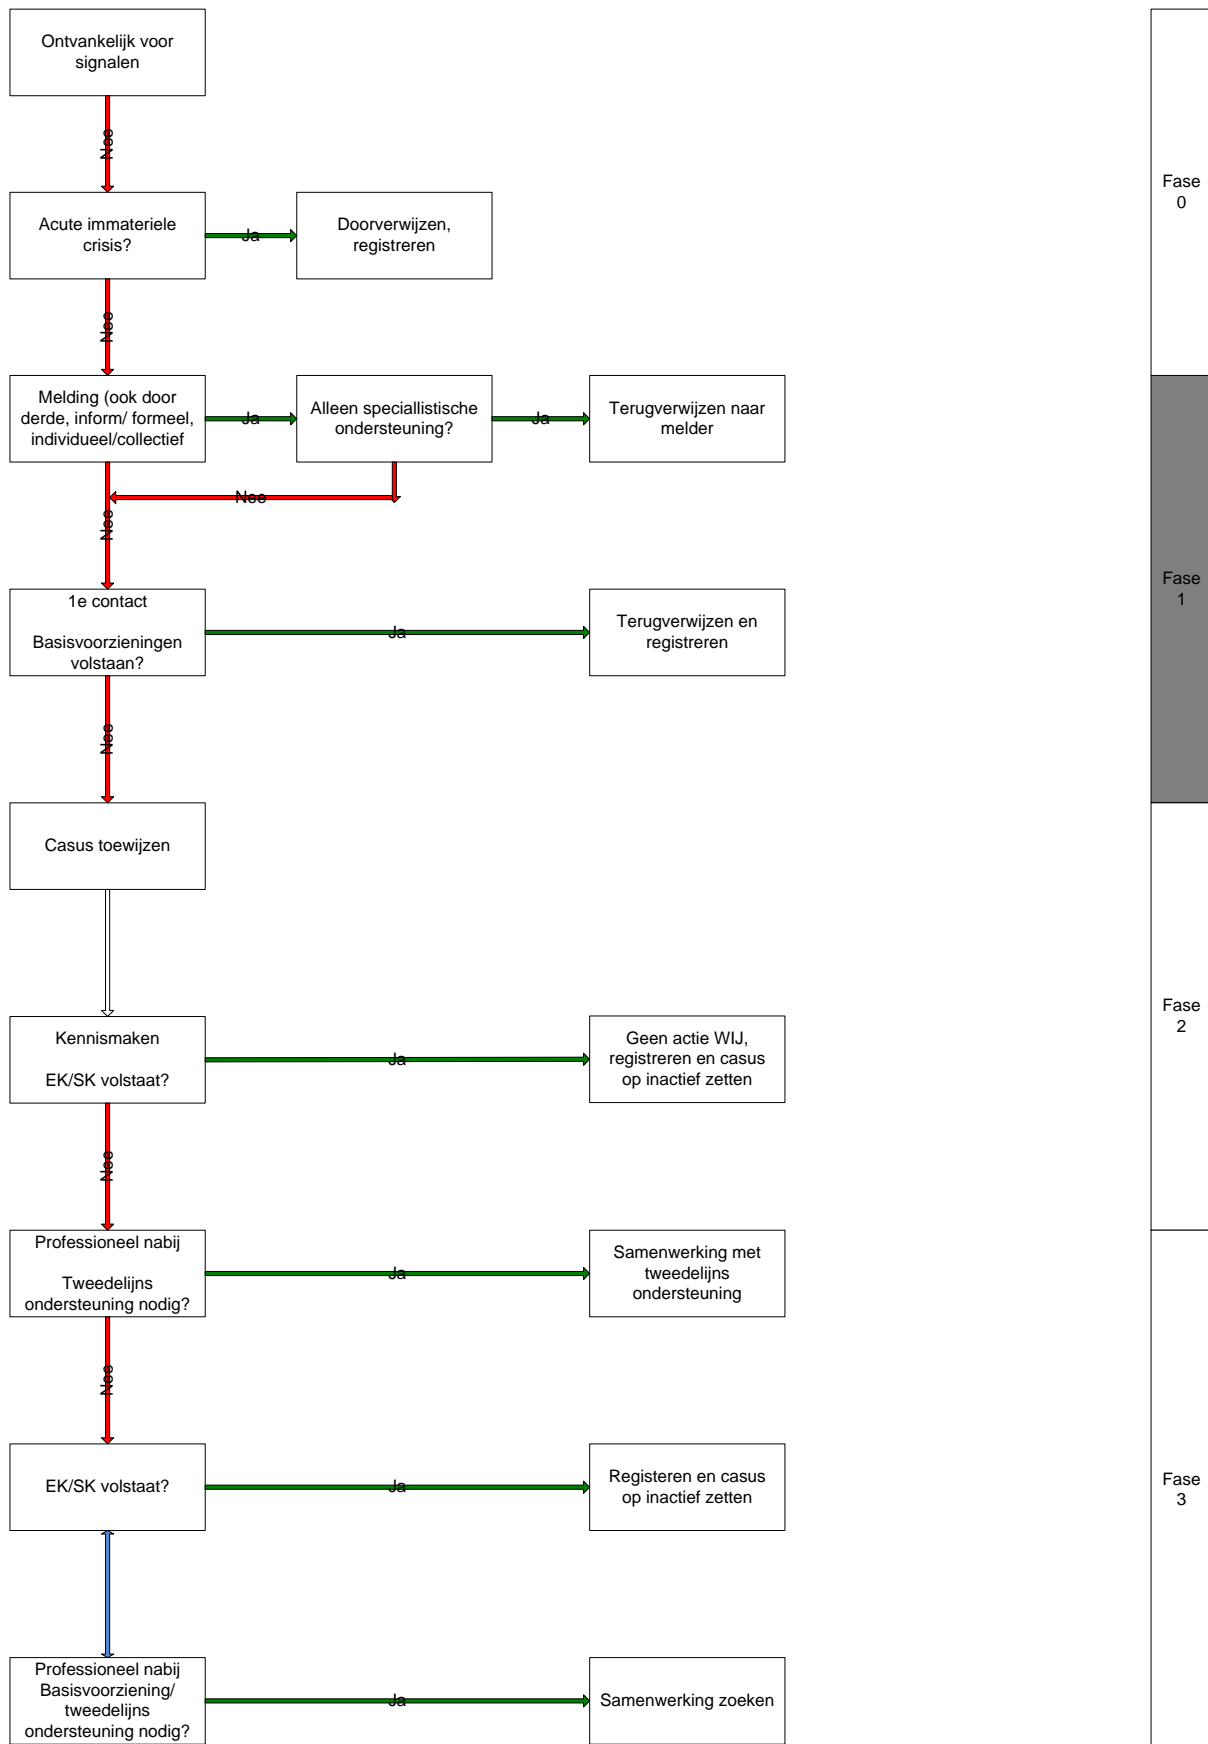 Ontvankelijk voor
signalen
Nee
Acute immateriele
crisis?
Ja
Doorverwijzen,
registreren
Fase
0
Nee
Melding (ook door
derde, inform/ formeel,
individueel/collectief
Ja
Alleen speciallistische
ondersteuning?
Ja
Terugverwijzen naar
melder
Nee
Nee
Fase
1
1e contact
Basisvoorzieningen
volstaan?
Ja
Terugverwijzen en
registreren
Nee
Casus toewijzen
Fase
2
Kennismaken
EK/SK volstaat?
Ja
Geen actie WIJ,
registreren en casus
op inactief zetten
Nee
Professioneel nabij
Tweedelijns
ondersteuning nodig?
Ja
Samenwerking met
tweedelijns
ondersteuning
Nee
EK/SK volstaat?
Ja
Registeren en casus
op inactief zetten
Fase
3
Professioneel nabij
Basisvoorziening/
tweedelijns
ondersteuning nodig?
Ja
Samenwerking zoeken